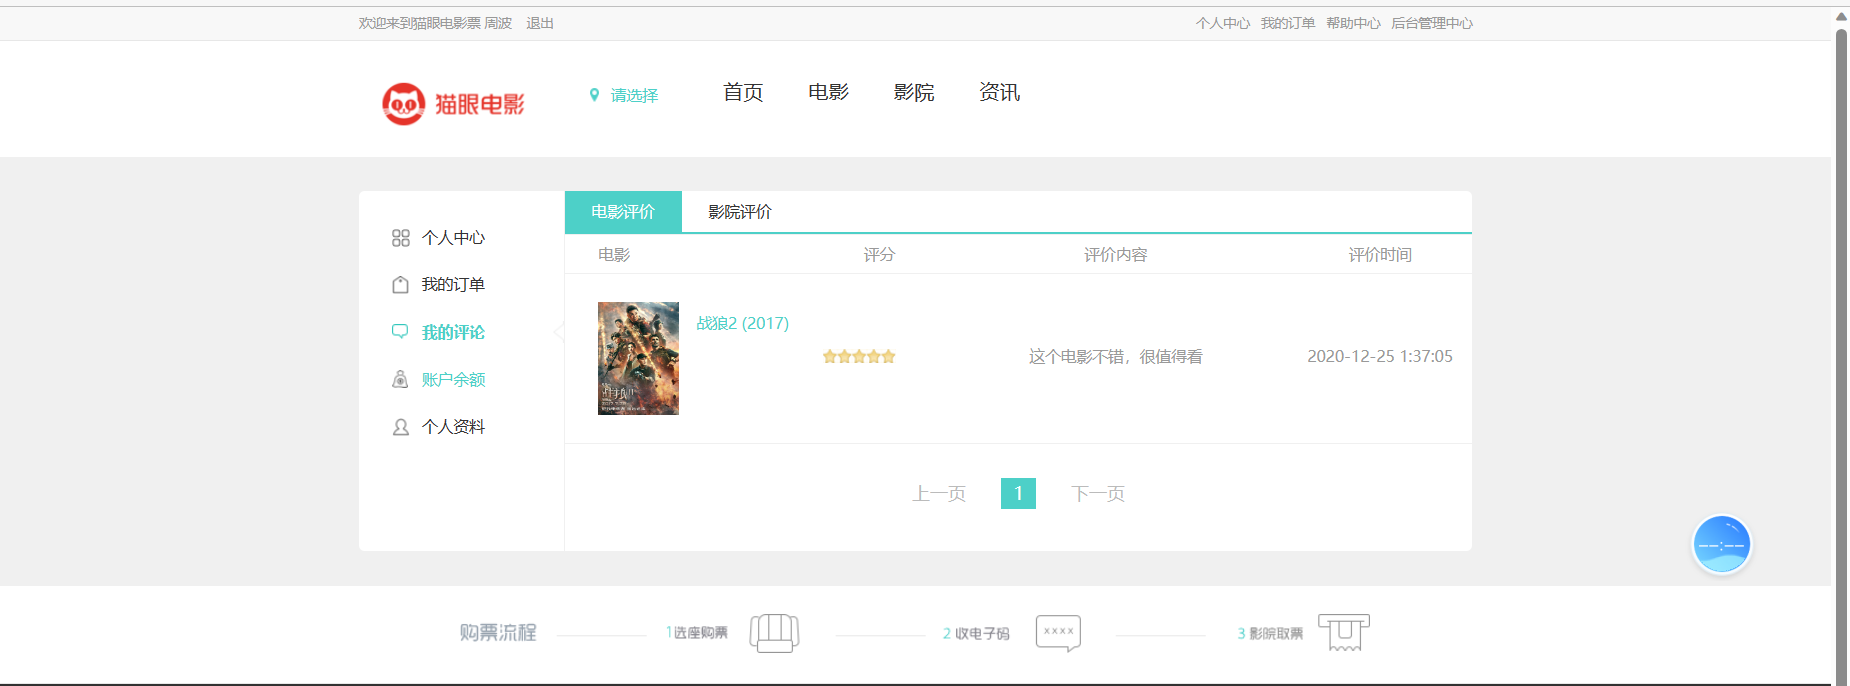 欢迎来到猫眼电影票 周波 退出
个人中心 我的订单 帮助中心 后台管理中心
猫眼电影
请选择
首页 电影 影院 资讯
个人中心
我的订单
我的评论
账户余额
个人资料
电影评价 影院评价
电影 评分 评价内容 评价时间
战狼2 (2017)
这个电影不错，很值得看 2020-12-25 1:37:05
上一页 1 下一页
购票流程 1选座购票 2 收电子码 xxxx 3 影院取票